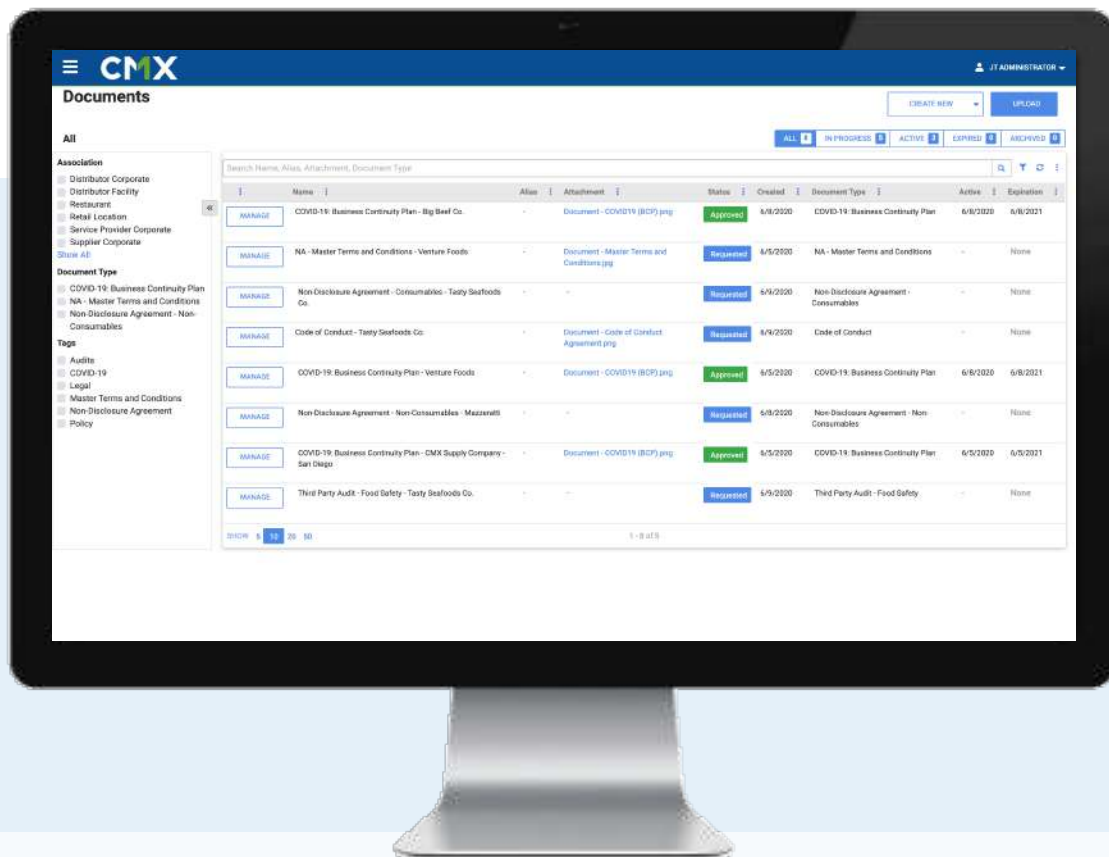 CMX
JT ADMINISTRATOR
Documents
CREATE NEW
UPLOAD
All
ALL
IN PROGRESS
ACTIVE 3
EXPIRED 0
ARCHIVED 0
Association
Distributor Corporate
Distributor Facility
Restaurant
Retail Location
Service Provider Corporate
Supplier Corporate
Show All
Document Type
COVID-19: Business Continuity Plan
NA - Master Terms and Conditions
Non-Disclosure Agreement - Non-
Consumables
Tags
Audits
COVID-19
Legal
Master Terms and Conditions
Non-Disclosure Agreement
Policy
Search Name, Alias, Attachment, Document Type
Name Alias Attachment Status Created Document Type Active Expiration
MANAGE COVID-19: Business Continuity Plan - Big Beef Co. - Document - COVID19 (BCP).png Approved 6/8/2020 COVID-19: Business Continuity Plan 6/8/2020 6/8/2021
MANAGE NA - Master Terms and Conditions - Venture Foods - Document - Master Terms and Requested 6/5/2020 NA - Master Terms and Conditions - None
Conditions.jpg
MANAGE Non-Disclosure Agreement - Consumables - Tasty Seafoods - - Requested 6/9/2020 Non-Disclosure Agreement - - None
Co. Consumables
MANAGE Code of Conduct - Tasty Seafoods Co. - Document - Code of Conduct Requested 6/9/2020 Code of Conduct - None
Agreement.png
MANAGE COVID-19: Business Continuity Plan - Venture Foods - Document - COVID19 (BCP).png Approved 6/5/2020 COVID-19: Business Continuity Plan 6/8/2020 6/8/2021
MANAGE Non-Disclosure Agreement - Non-Consumables - Mazzeratti - - Requested 6/8/2020 Non-Disclosure Agreement - Non- - None
Consumables
MANAGE COVID-19: Business Continuity Plan - CMX Supply Company - - Document - COVID19 (BCP).png Approved 6/5/2020 COVID-19: Business Continuity Plan 6/5/2020 6/5/2021
San Diego
MANAGE Third Party Audit - Food Safety - Tasty Seafoods Co. - - Requested 6/9/2020 Third Party Audit - Food Safety - None
SHOW 5 10 20 50
1 - 8 of 8